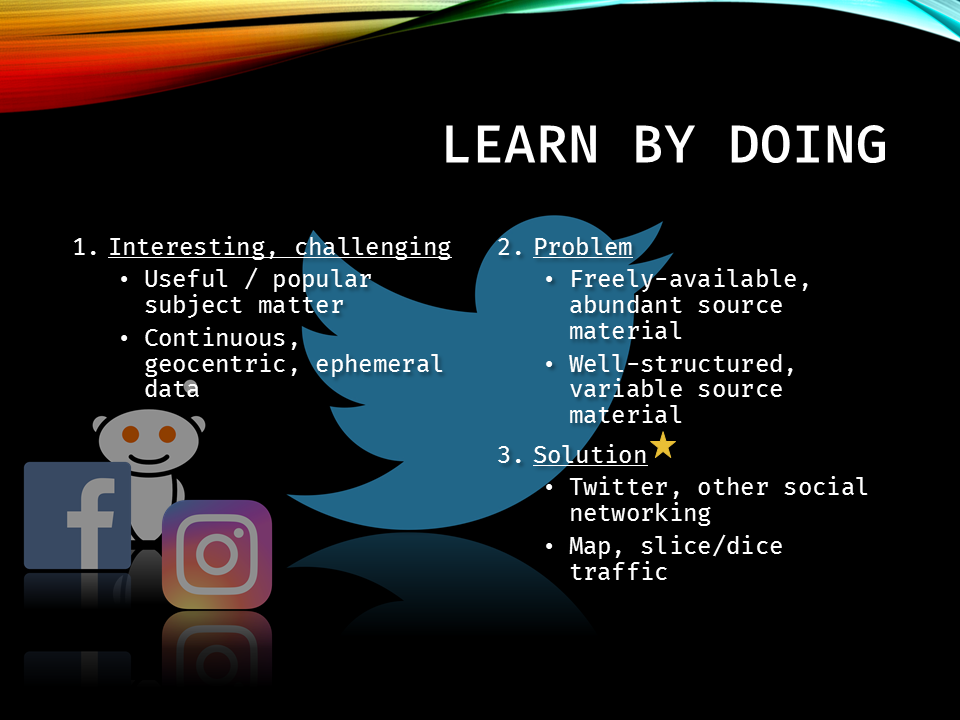 LEARN BY DOING
1. Interesting, challenging
• Useful / popular
subject matter
• Continuous,
geocentric, ephemeral
data
2. Problem
• Freely-available,
abundant source
material
• Well-structured,
variable source
material
3. Solution
• Twitter, other social
networking
• Map, slice/dice
traffic